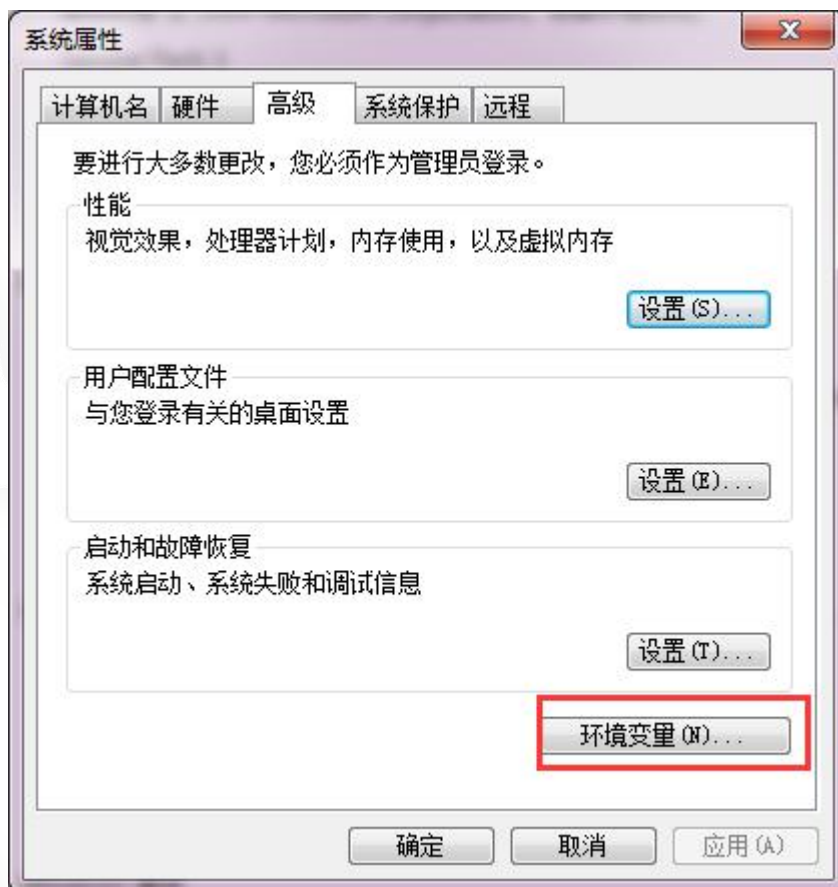 系统属性
计算机名 硬件 高级 系统保护 远程
要进行大多数更改，您必须作为管理员登录。
性能
视觉效果，处理器计划，内存使用，以及虚拟内存
设置(S)...
用户配置文件
与您登录有关的桌面设置
设置(E)...
启动和故障恢复
系统启动、系统失败和调试信息
设置(T)...
环境变量(N)...
确定 取消 应用(A)